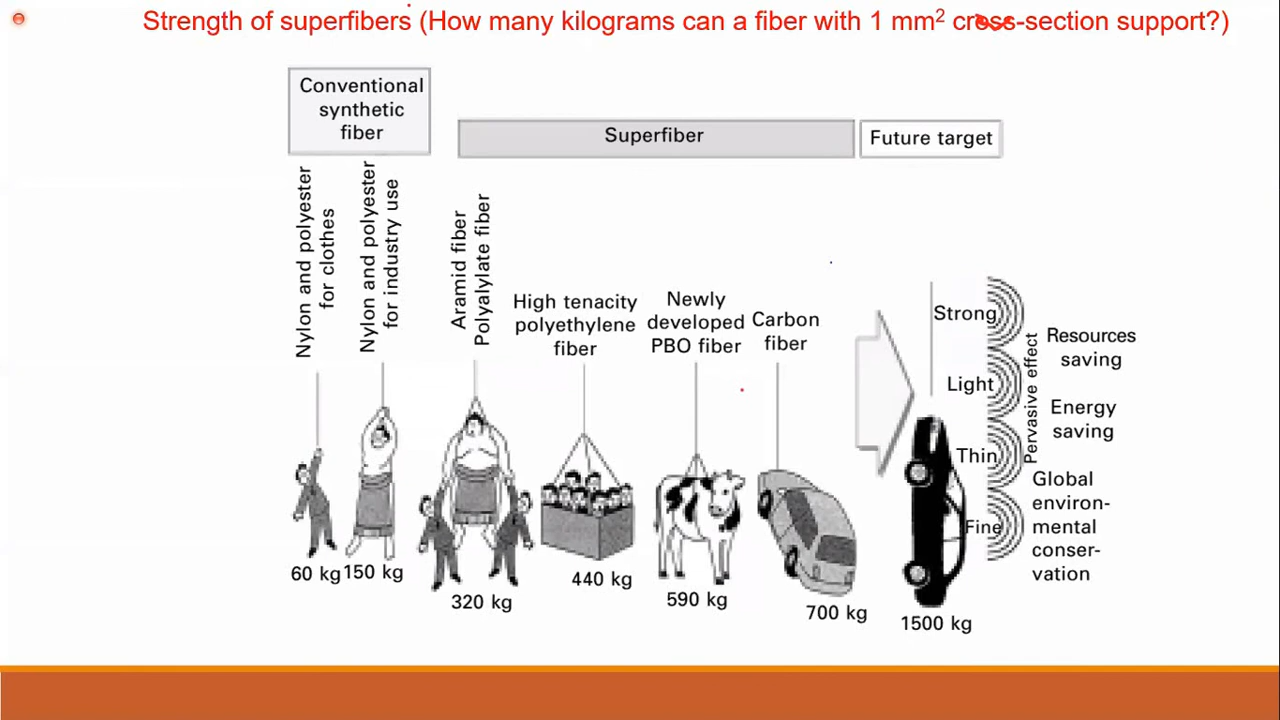 Strength of superfibers (How many kilograms can a fiber with 1 mm² cross-section support?)
Conventional
synthetic
fiber
Superfiber
Future target
Nylon and polyester
for clothes
Nylon and polyester
for industry use
Aramid fiber
Polyalylate fiber
High tenacity
polyethylene
fiber
Newly
developed
PBO fiber
Carbon
fiber
60 kg
150 kg
320 kg
440 kg
590 kg
700 kg
1500 kg
Strong
Light
Thin
Fine
Pervasive effect
Resources
saving
Energy
saving
Global
environ-
mental
conser-
vation